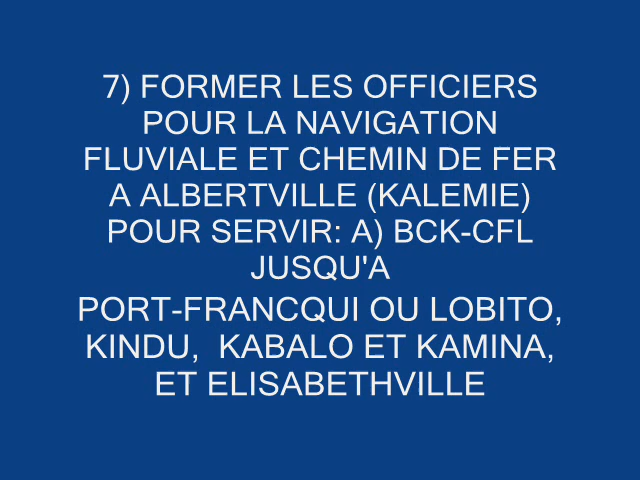 7) FORMER LES OFFICIERS
POUR LA NAVIGATION
FLUVIALE ET CHEMIN DE FER
A ALBERTVILLE (KALEMIE)
POUR SERVIR: A) BCK-CFL
JUSQU'A
PORT-FRANCQUI OU LOBITO,
KINDU,  KABALO ET KAMINA,
ET ELISABETHVILLE